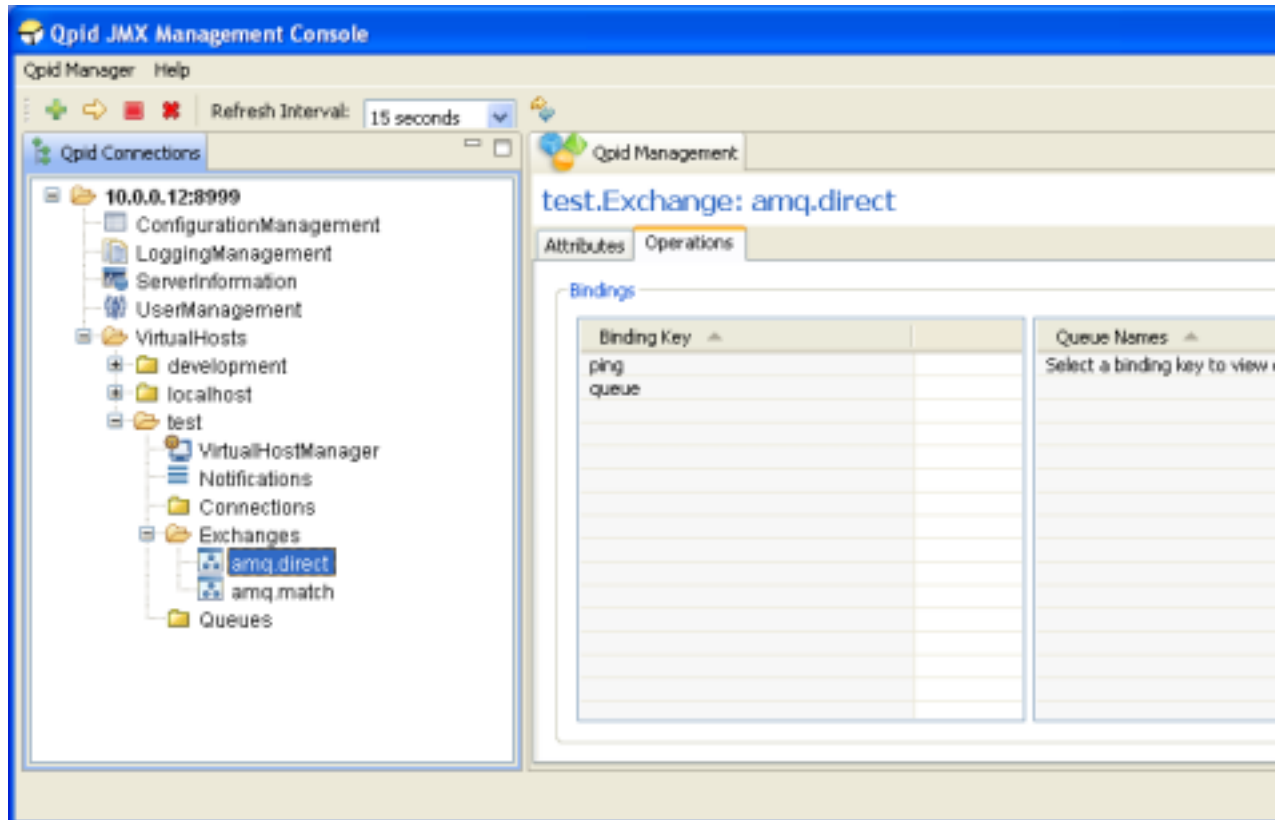 Qpid JMX Management Console
Qpid Manager Help
Refresh Interval: 15 seconds
Qpid Connections
10.0.0.12:8999
ConfigurationManagement
LoggingManagement
ServerInformation
UserManagement
VirtualHosts
development
localhost
test
VirtualHostManager
Notifications
Connections
Exchanges
amq.direct
amq.match
Queues
Qpid Management
test.Exchange: amq.direct
Attributes Operations
Bindings
Binding Key Queue Names
ping Select a binding key to view
queue